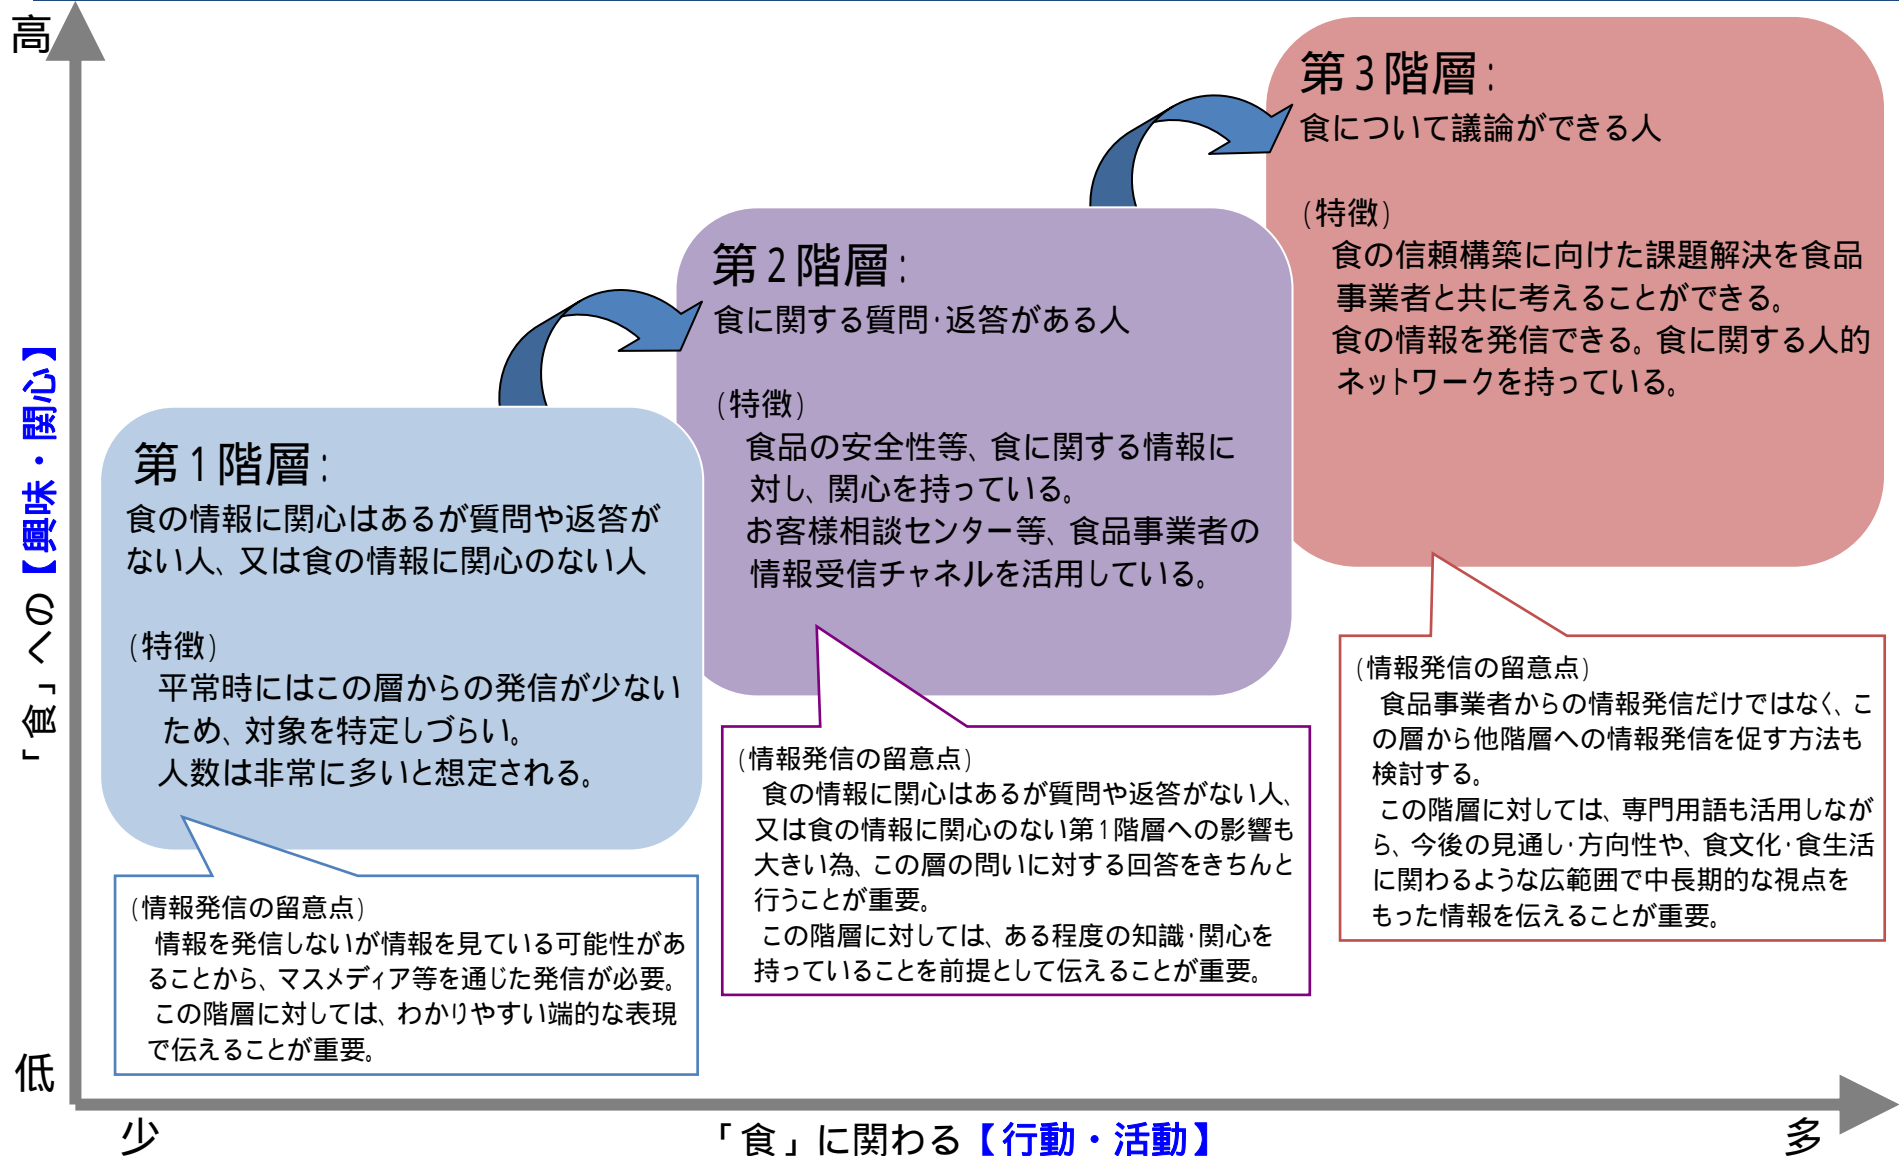 高
「食」への【興味・関心】
低
少
「食」に関わる【行動・活動】
多
第1階層:
食の情報に関心はあるが質問や返答が
ない人、又は食の情報に関心のない人
(特徴)
平常時にはこの層からの発信が少ない
ため、対象を特定しづらい。
人数は非常に多いと想定される。
(情報発信の留意点)
情報を発信しないが情報を見ている可能性があ
ることから、マスメディア等を通じた発信が必要。
この階層に対しては、わかりやすい端的な表現
で伝えることが重要。
第2階層:
食に関する質問・返答がある人
(特徴)
食品の安全性等、食に関する情報に
対し、関心を持っている。
お客様相談センター等、食品事業者の
情報受信チャネルを活用している。
(情報発信の留意点)
食の情報に関心はあるが質問や返答がない人、
又は食の情報に関心のない第1階層への影響も
大きい為、この層の問いに対する回答をきちんと
行うことが重要。
この階層に対しては、ある程度の知識・関心を
持っていることを前提として伝えることが重要。
第3階層:
食について議論ができる人
(特徴)
食の信頼構築に向けた課題解決を食品
事業者と共に考えることができる。
食の情報を発信できる。食に関する人的
ネットワークを持っている。
(情報発信の留意点)
食品事業者からの情報発信だけではなく、こ
の層から他階層への情報発信を促す方法も
検討する。
この階層に対しては、専門用語も活用しなが
ら、今後の見通し・方向性や、食文化・食生活
に関わるような広範囲で中長期的な視点を
もった情報を伝えることが重要。